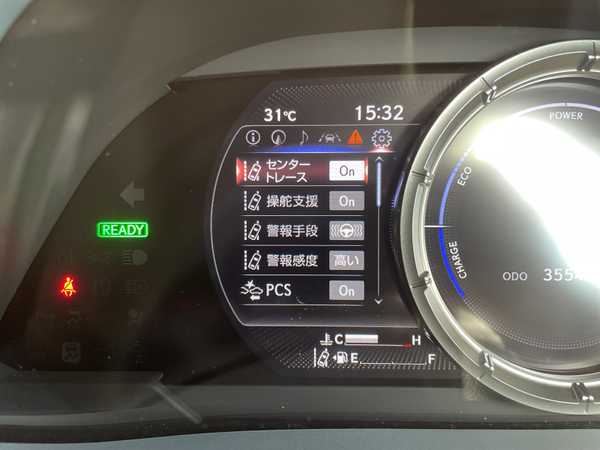 31℃ 15:32
センター
トレース On
操舵支援 On
警報手段
警報感度 高い
PCS On
C H
E F
READY
POWER
ECO
CHARGE
ODO 355